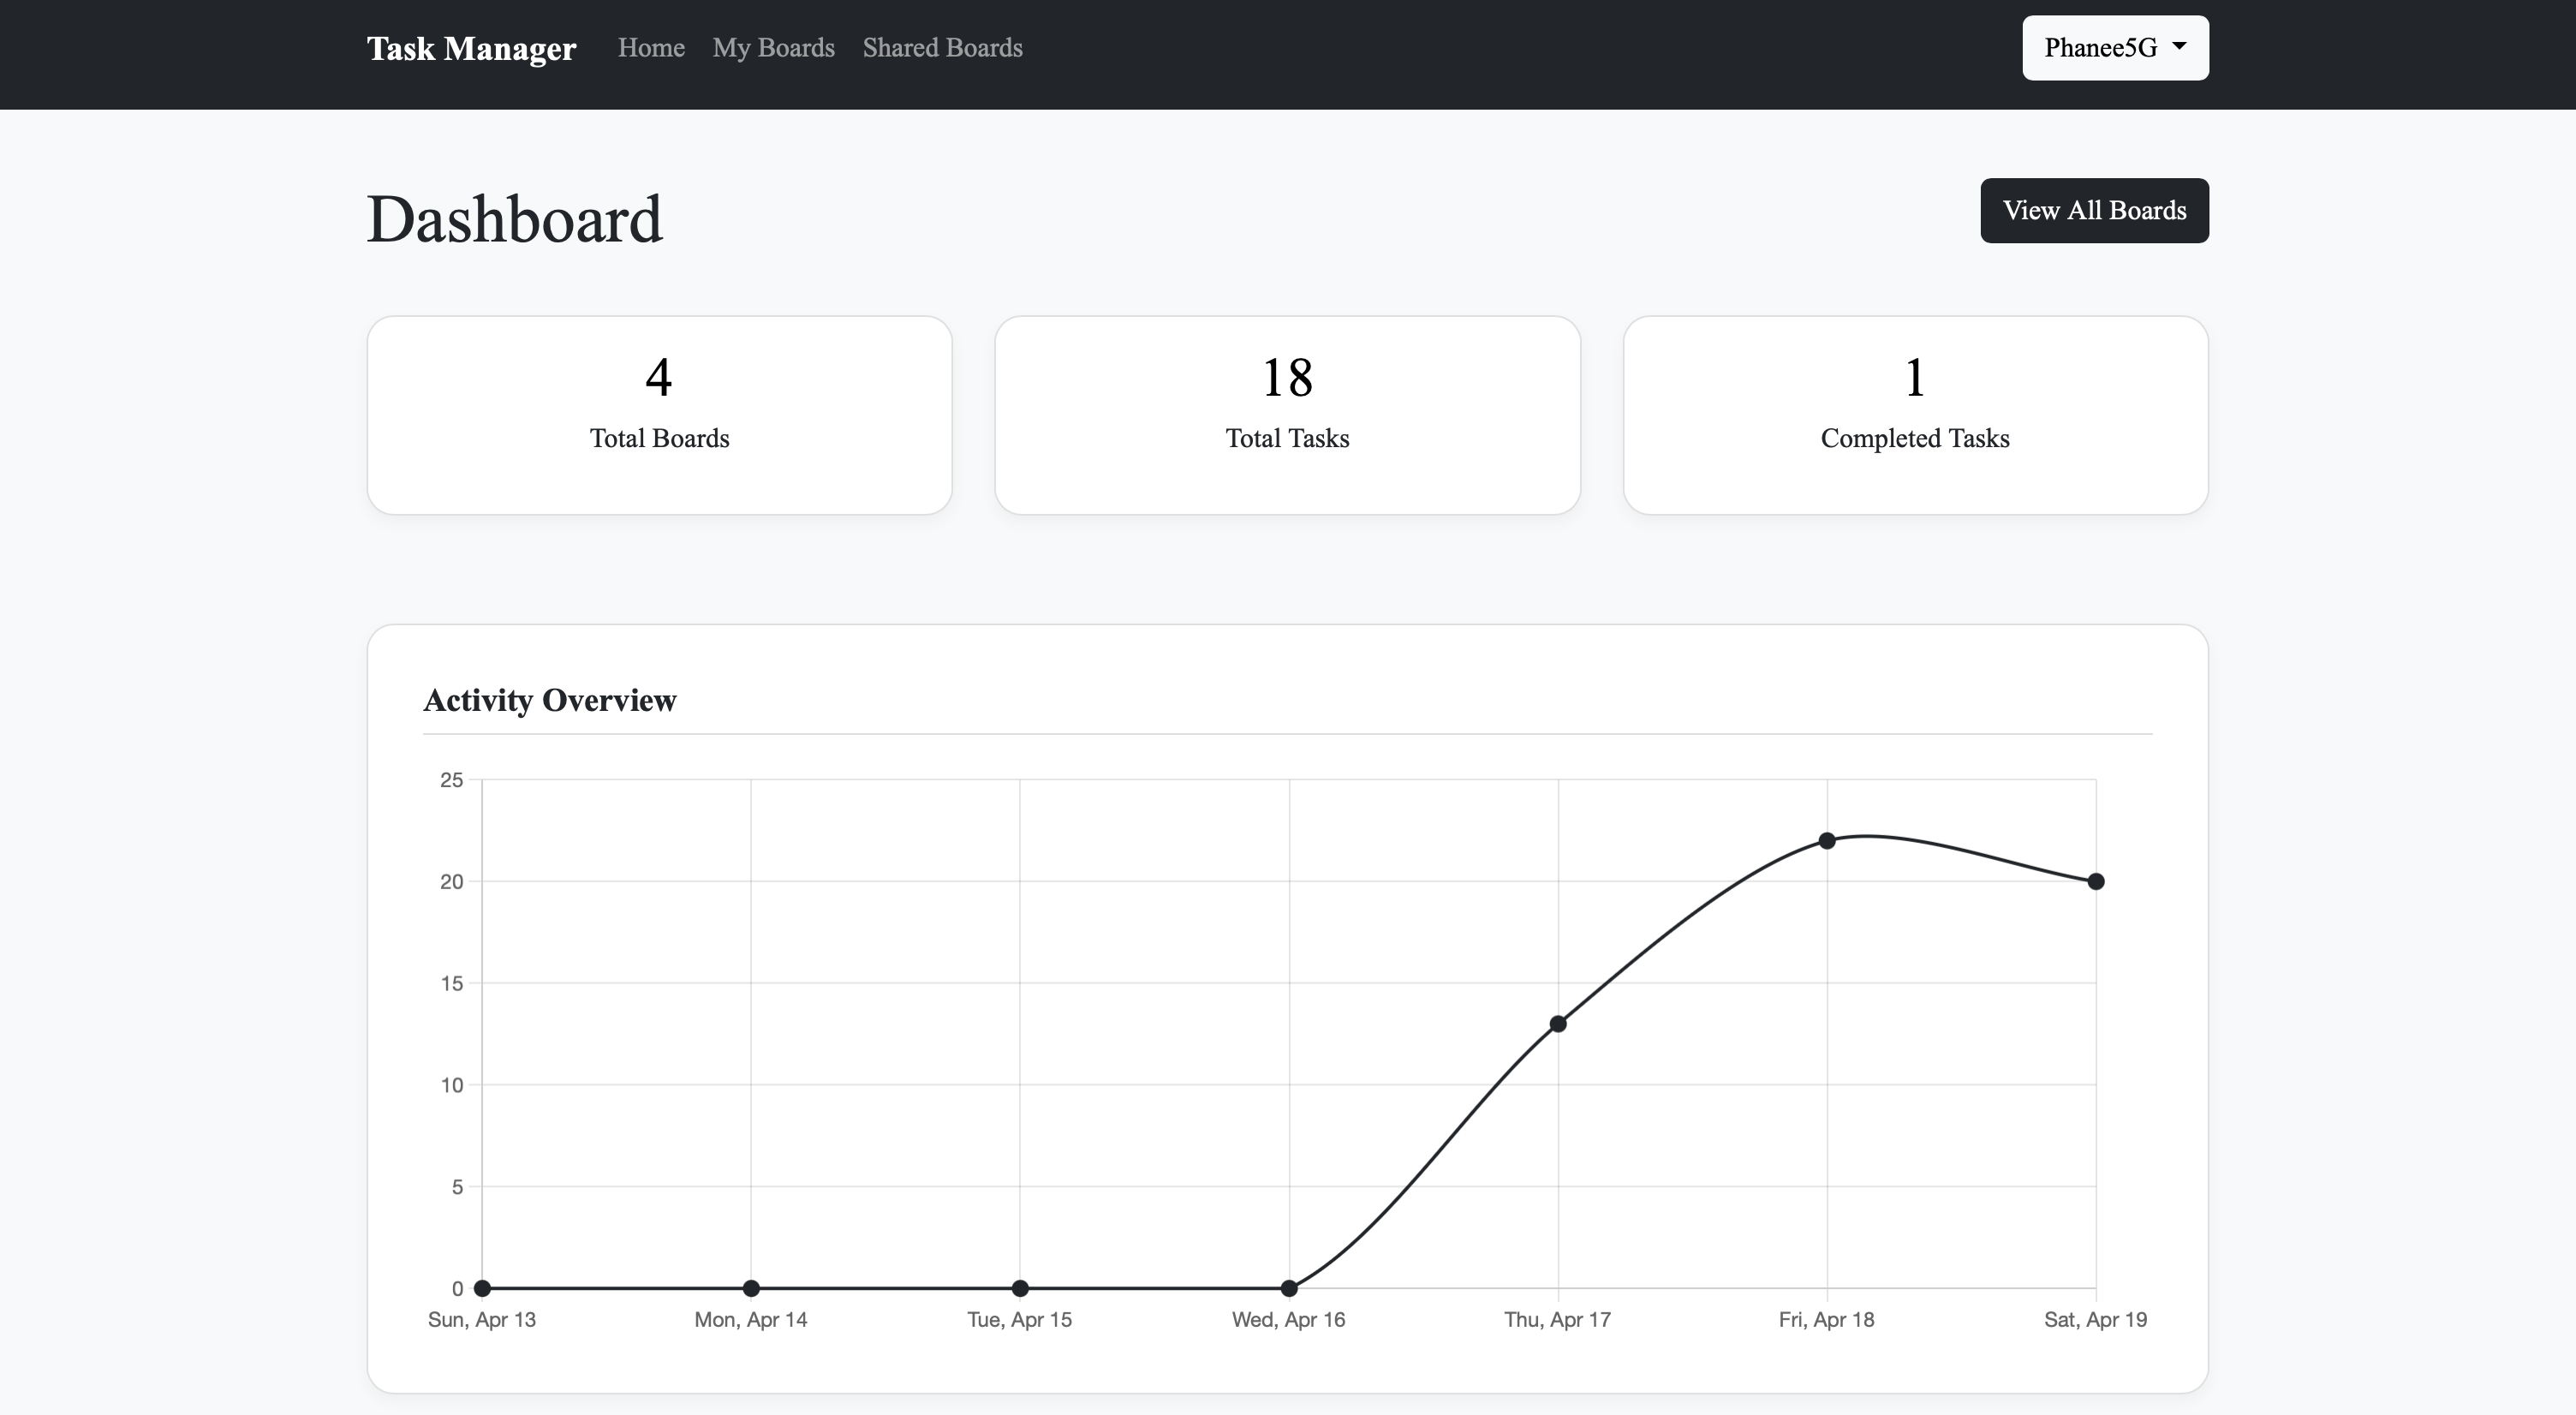 Task Manager Home My Boards Shared Boards Phanee5G
Dashboard
View All Boards
4
Total Boards
18
Total Tasks
1
Completed Tasks
Activity Overview
25
20
15
10
5
0
Sun, Apr 13 Mon, Apr 14 Tue, Apr 15 Wed, Apr 16 Thu, Apr 17 Fri, Apr 18 Sat, Apr 19